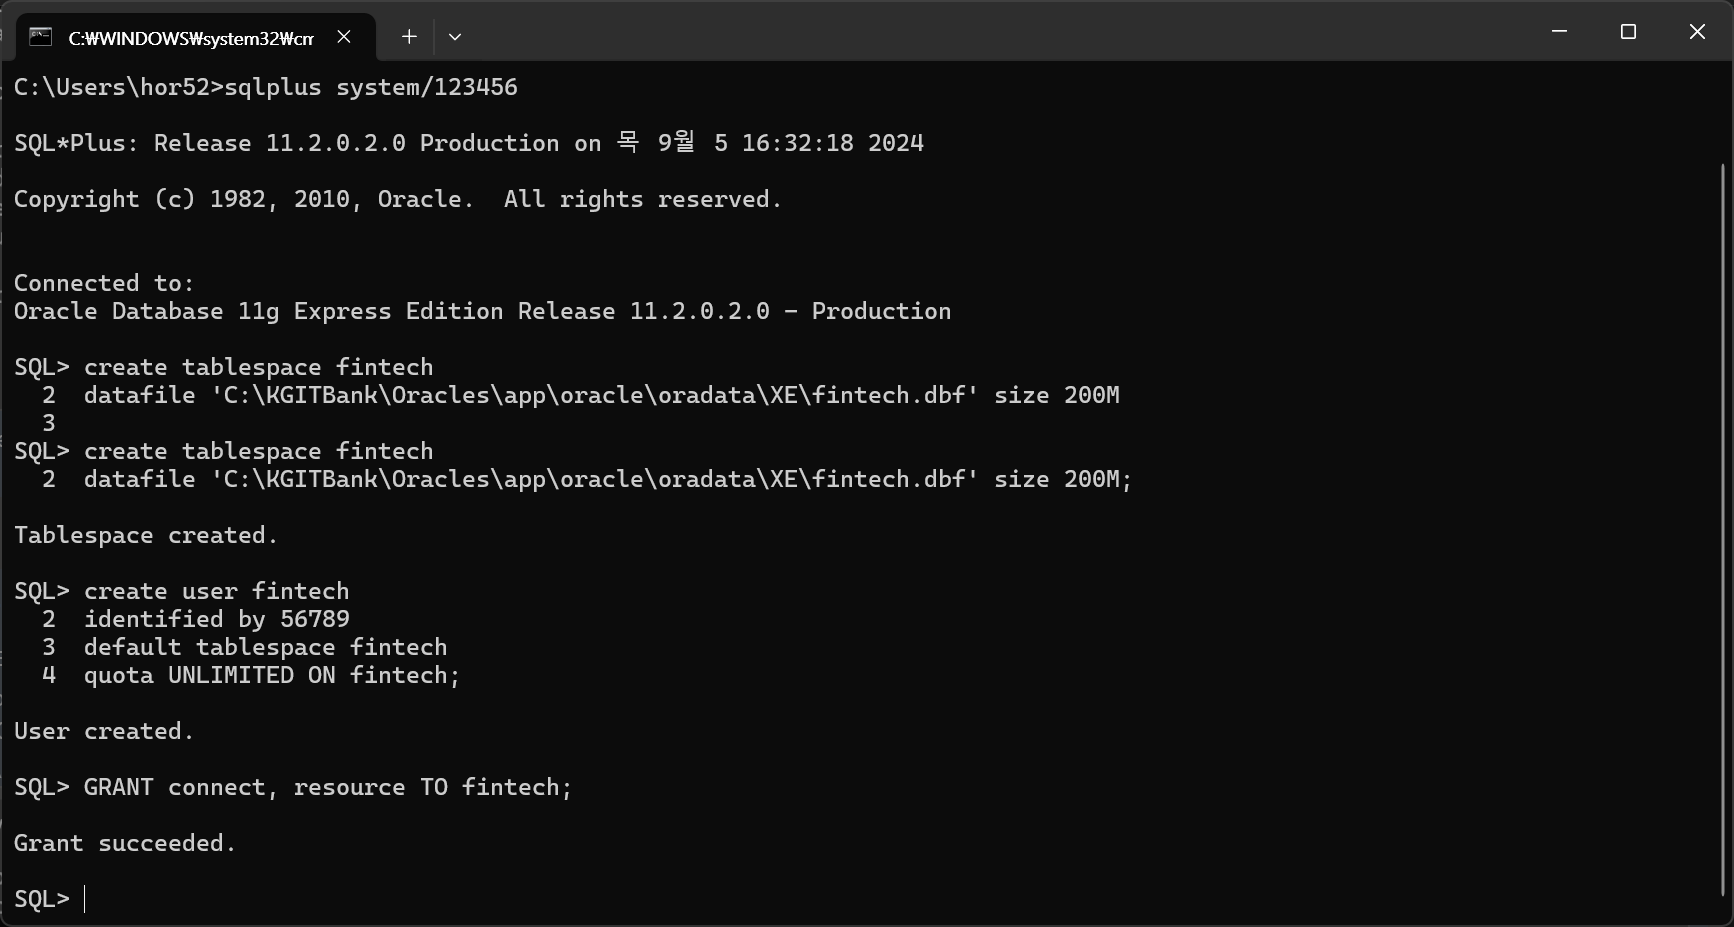 C:₩WINDOWS₩system32₩cm
C:\Users\hor52>sqlplus system/123456
SQL*Plus: Release 11.2.0.2.0 Production on 목 9월 5 16:32:18 2024
Copyright (c) 1982, 2010, Oracle.  All rights reserved.
Connected to:
Oracle Database 11g Express Edition Release 11.2.0.2.0 - Production
SQL> create tablespace fintech
  2  datafile 'C:\KGITBank\Oracles\app\oracle\oradata\XE\fintech.dbf' size 200M
  3
SQL> create tablespace fintech
  2  datafile 'C:\KGITBank\Oracles\app\oracle\oradata\XE\fintech.dbf' size 200M;
Tablespace created.
SQL> create user fintech
  2  identified by 56789
  3  default tablespace fintech
  4  quota UNLIMITED ON fintech;
User created.
SQL> GRANT connect, resource TO fintech;
Grant succeeded.
SQL>